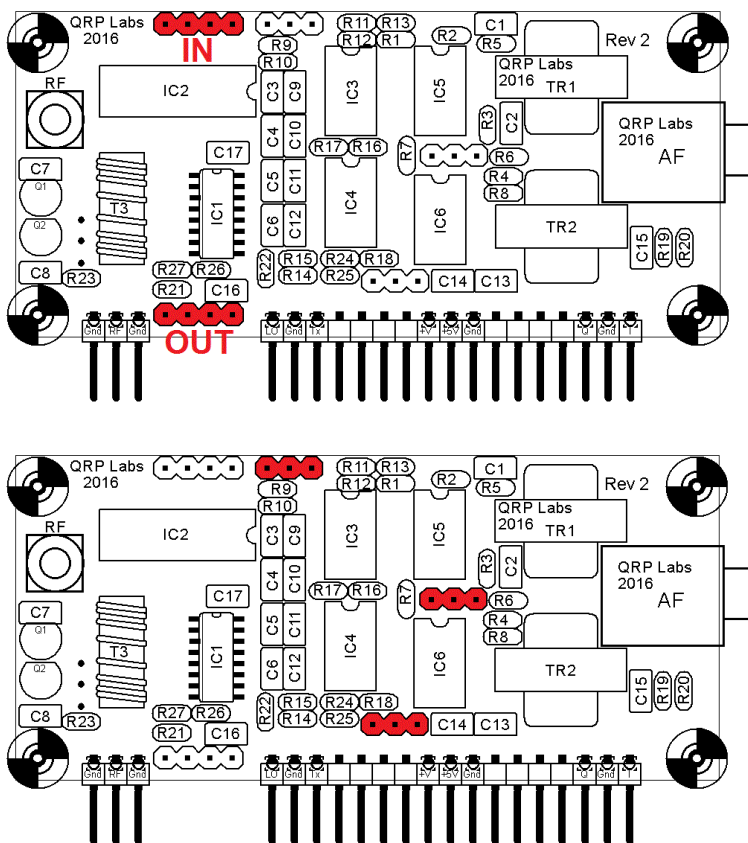 QRP Labs
2016
IN
R9
R10
R11 R13
R12 R1
R2
C1
R5
Rev 2
RF
IC2
C3 C9
IC3
IC5
QRP Labs
2016
TR1
C4 C10
C17
R17 R16
R7
R3
C2
R6
QRP Labs
2016
AF
C7
Q1
T3
IC1
C5 C11
IC4
IC6
R4
R8
Q2
C6 C12
TR2
C15
R19
R20
C8
R23
R27 R26
R21
C16
R22
R15 R24 R18
R14 R25
C14 C13
OUT
Gnd RF Gnd
LO Gnd Tx
+V +5V Gnd
Q Gnd I
QRP Labs
2016
R9
R10
R11 R13
R12 R1
R2
C1
R5
Rev 2
RF
IC2
C3 C9
IC3
IC5
QRP Labs
2016
TR1
C4 C10
C17
R17 R16
R7
R3
C2
R6
QRP Labs
2016
AF
C7
Q1
T3
IC1
C5 C11
IC4
IC6
R4
R8
Q2
C6 C12
TR2
C15
R19
R20
C8
R23
R27 R26
R21
C16
R22
R15 R24 R18
R14 R25
C14 C13
Gnd RF Gnd
LO Gnd Tx
+V +5V Gnd
Q Gnd I